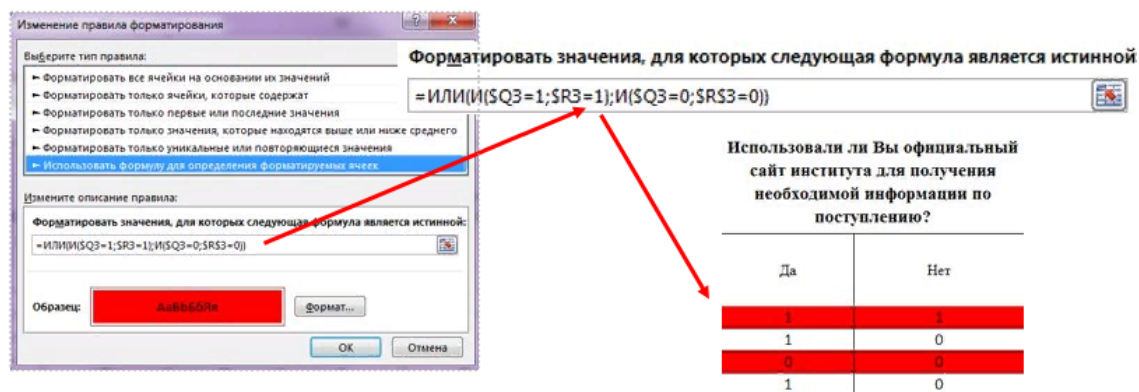 Изменение правила форматирования
Выберите тип правила:
► Форматировать все ячейки на основании их значений
► Форматировать только ячейки, которые содержат
► Форматировать только первые или последние значения
► Форматировать только значения, которые находятся выше или ниже среднего
► Форматировать только уникальные или повторяющиеся значения
► Использовать формулу для определения форматируемых ячеек
Измените описание правила:
Форматировать значения, для которых следующая формула является истинной:
=ИЛИ(И($Q3=1;$R3=1);И($Q3=0;$R$3=0))
Образец:
АаВbБбЯя
Формат...
ОК
Отмена
Форматировать значения, для которых следующая формула является истинной:
=ИЛИ(И($Q3=1;$R3=1);И($Q3=0;$R$3=0))
Использовали ли Вы официальный
сайт института для получения
необходимой информации по
поступлению?
Да Нет
1 1
1 0
0 0
1 0